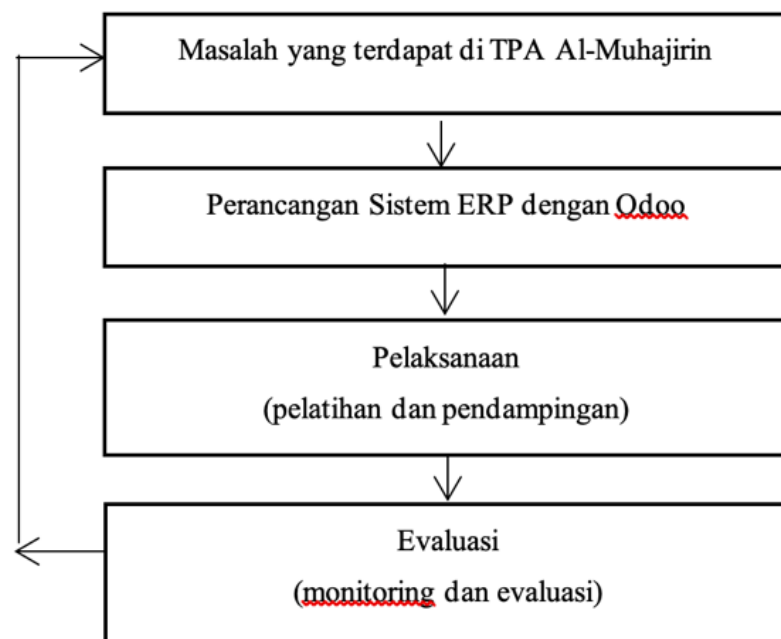 Masalah yang terdapat di TPA Al-Muhajirin
Perancangan Sistem ERP dengan Odoo
Pelaksanaan
(pelatihan dan pendampingan)
Evaluasi
(monitoring dan evaluasi)